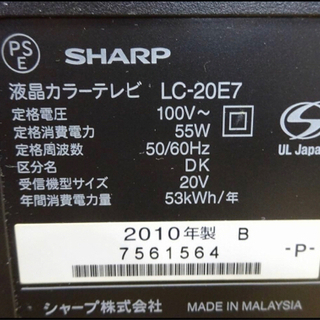 PS
E
SHARP
液晶カラーテレビ LC-20E7
定格電圧 100V～
定格消費電力 55W
定格周波数 50/60Hz
区分名 DK
受信機型サイズ 20V
年間消費電力量 53kWh/年
S
UL Japa
2010年製 B
7561564
-P-
シャープ株式会社 MADE IN MALAYSIA